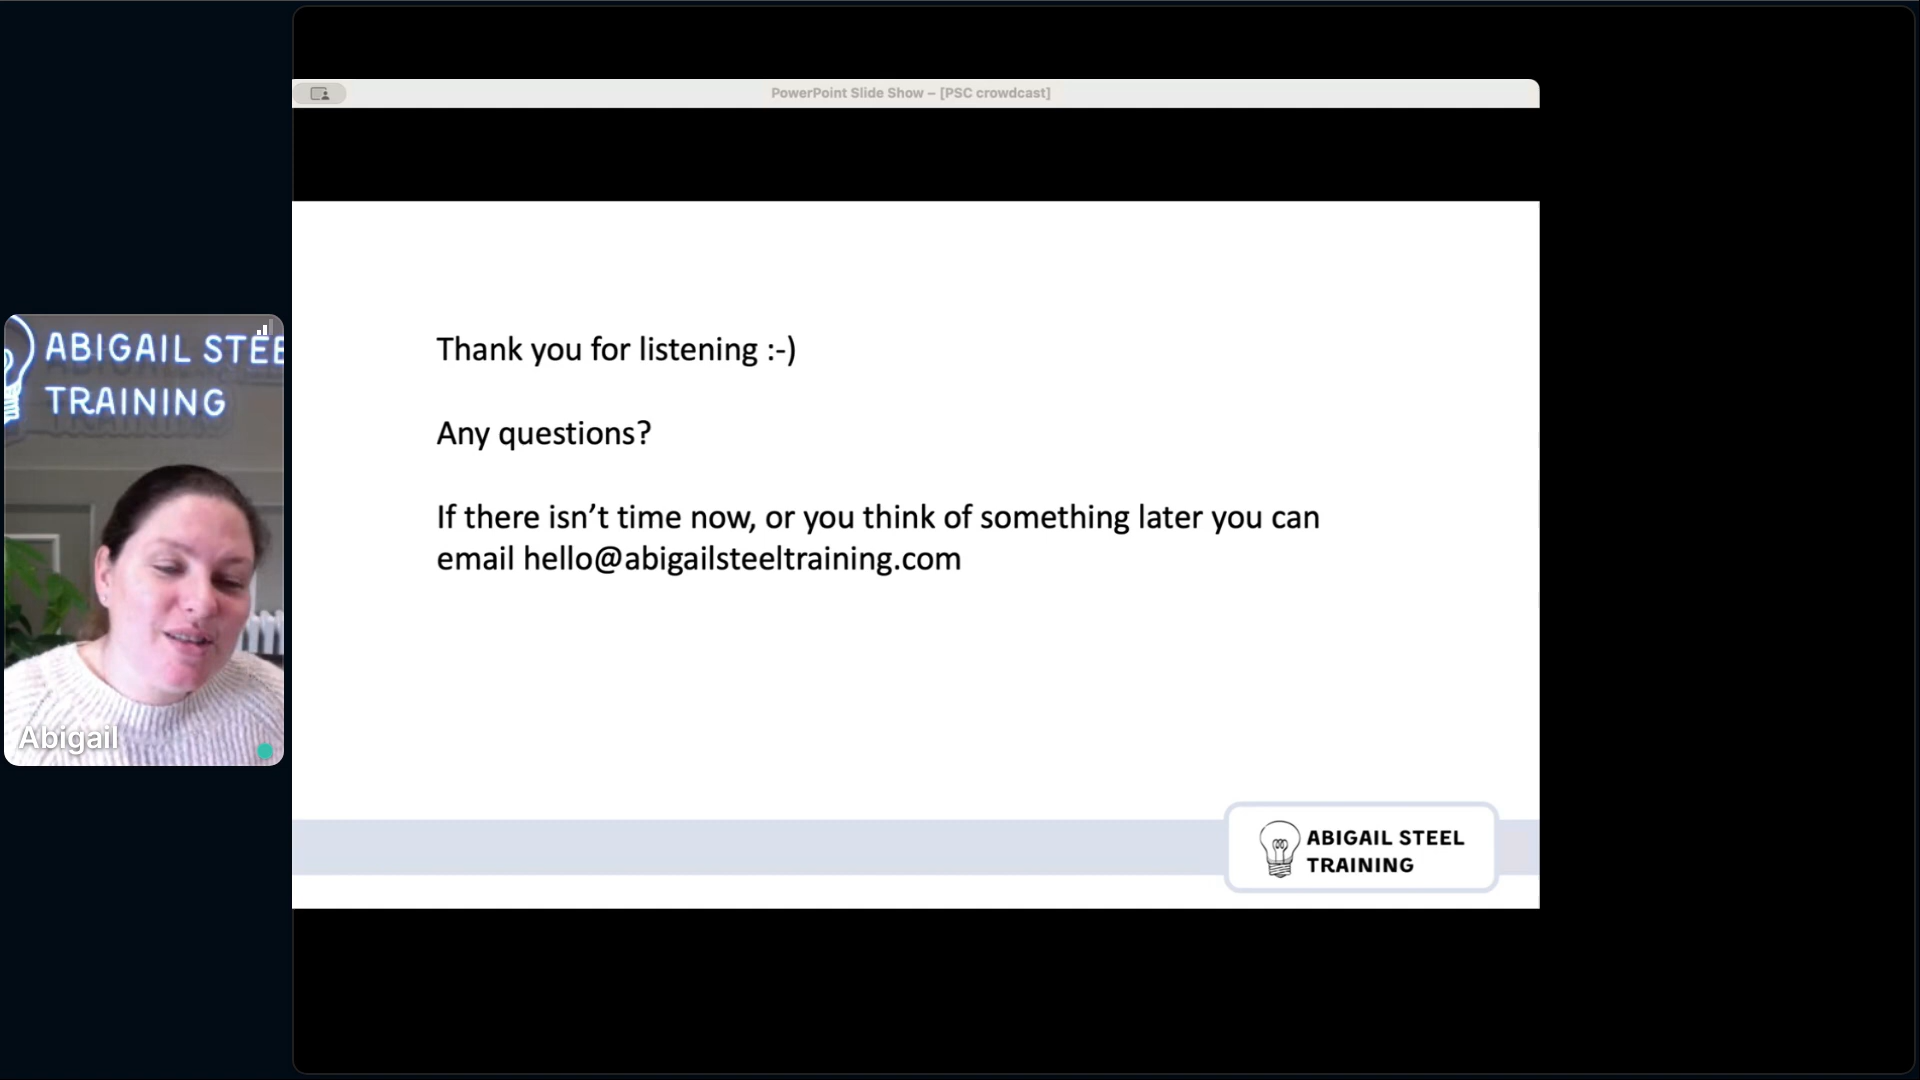 PowerPoint Slide Show – [PSC crowdcast]
ABIGAIL STEE
TRAINING
Abigail
Thank you for listening :-)
Any questions?
If there isn’t time now, or you think of something later you can
email hello@abigailsteeltraining.com
ABIGAIL STEEL
TRAINING